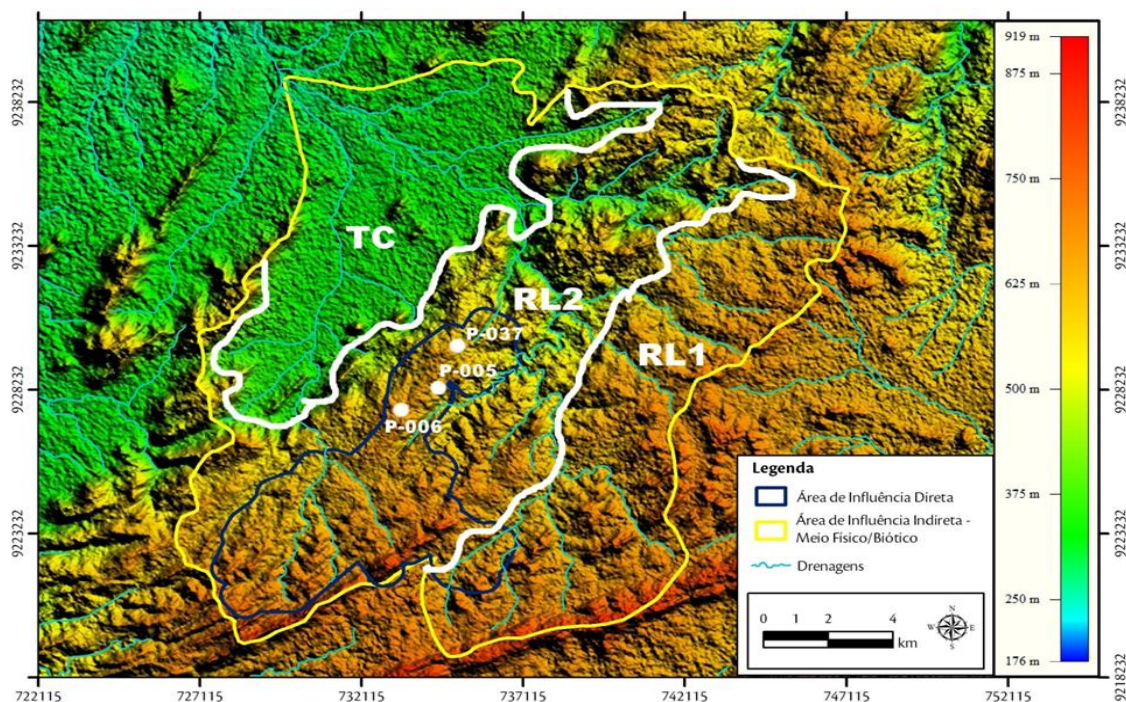 919 m
875 m
750 m
625 m
500 m
375 m
250 m
176 m
9238232
9233232
9228232
9223232
9238232
9233232
9228232
9223232
9218232
TC
RL2
P-037
RL1
P-005
P-006
Legenda
Área de Influência Direta
Área de Influência Indireta -
Meio Físico/Biótico
Drenagens
0 1 2 4
km
N
W E
S
722115 727115 732115 737115 742115 747115 752115